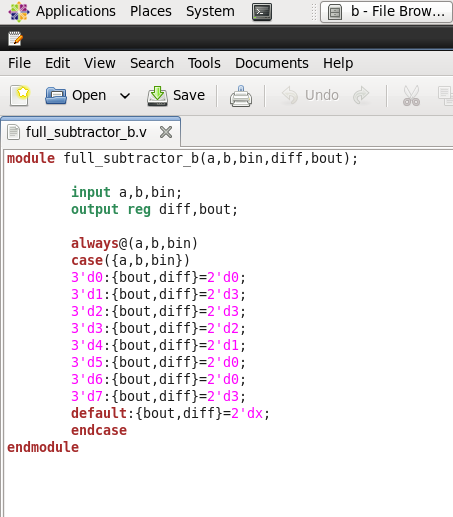 Applications Places System b - File Brow...
File Edit View Search Tools Documents Help
Open Save Undo
full_subtractor_b.v
module full_subtractor_b(a,b,bin,diff,bout);
input a,b,bin;
output reg diff,bout;
always@(a,b,bin)
case({a,b,bin})
3'd0:{bout,diff}=2'd0;
3'd1:{bout,diff}=2'd3;
3'd2:{bout,diff}=2'd3;
3'd3:{bout,diff}=2'd2;
3'd4:{bout,diff}=2'd1;
3'd5:{bout,diff}=2'd0;
3'd6:{bout,diff}=2'd0;
3'd7:{bout,diff}=2'd3;
default:{bout,diff}=2'dx;
endcase
endmodule